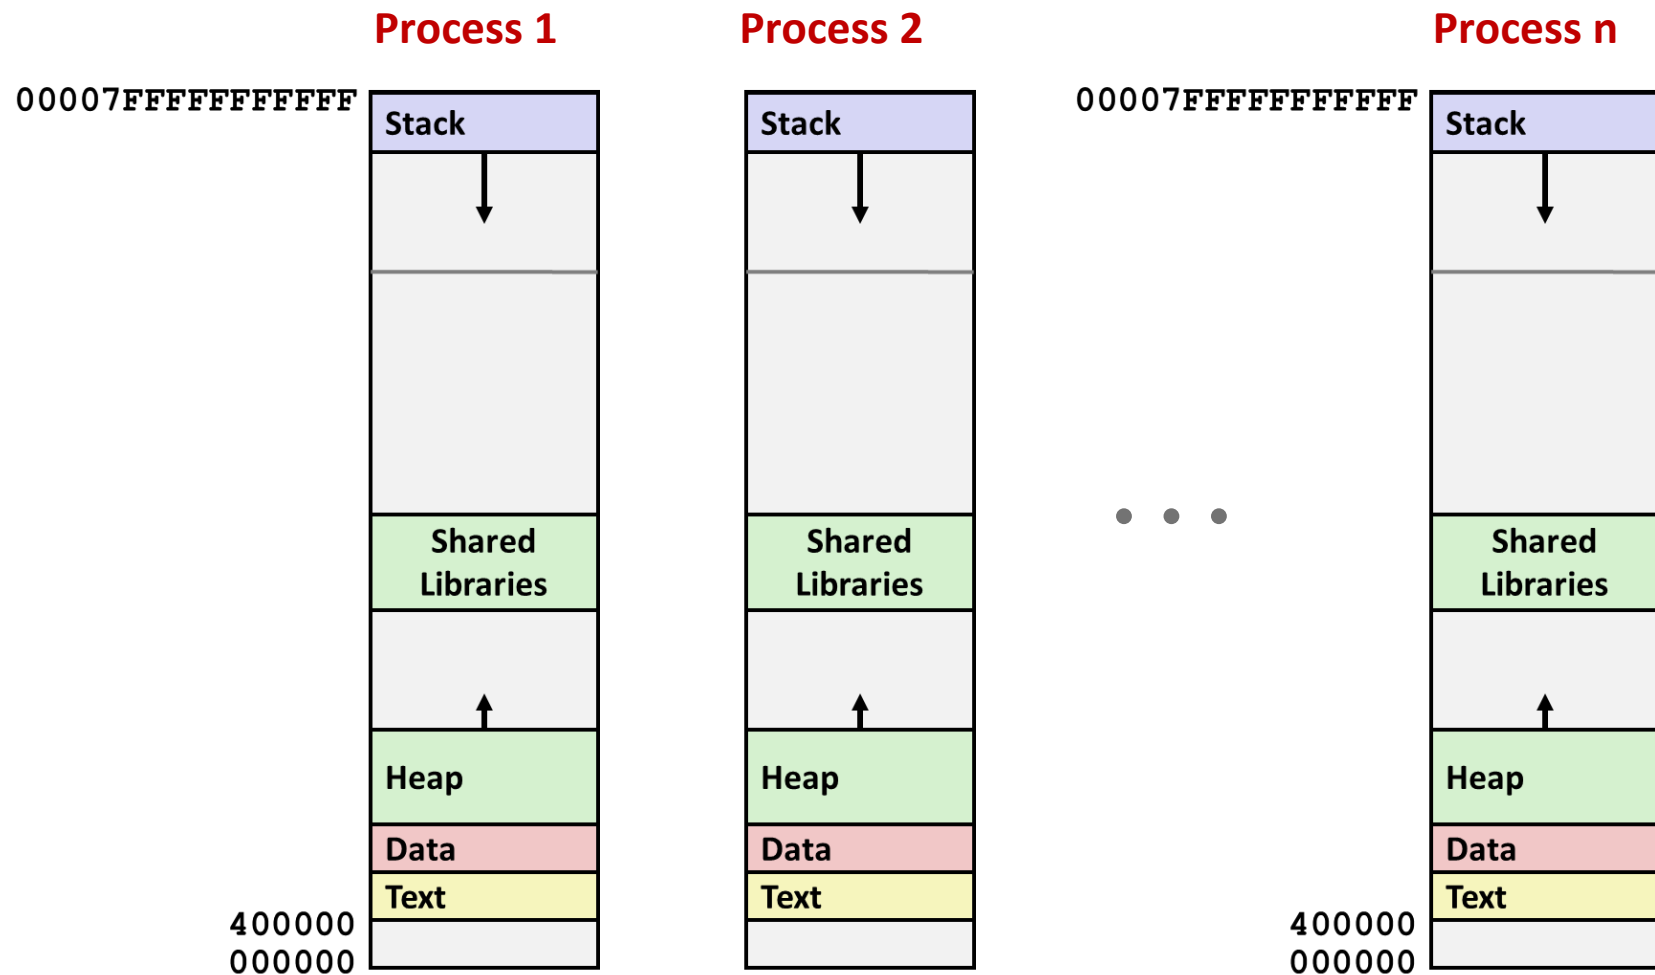 Process 1
Process 2
Process n
00007FFFFFFFFFFF
Stack
Stack
00007FFFFFFFFFFF
Stack
Shared
Libraries
Shared
Libraries
Shared
Libraries
Heap
Heap
Heap
Data
Data
Data
Text
Text
Text
400000
400000
000000
000000